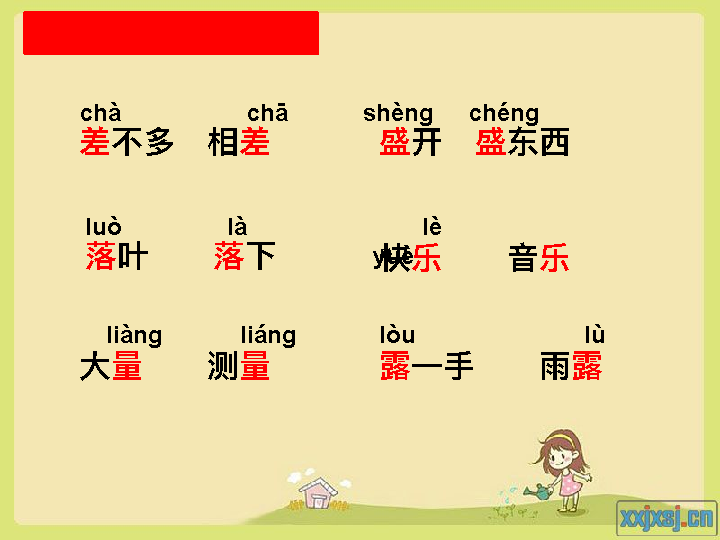 chà chā shèng chéng
差不多 相差 盛开 盛东西
luò là lè
落叶 落下 快乐 音乐
yuè
liàng liáng lòu lù
大量 测量 露一手 雨露
xxjxsj.cn